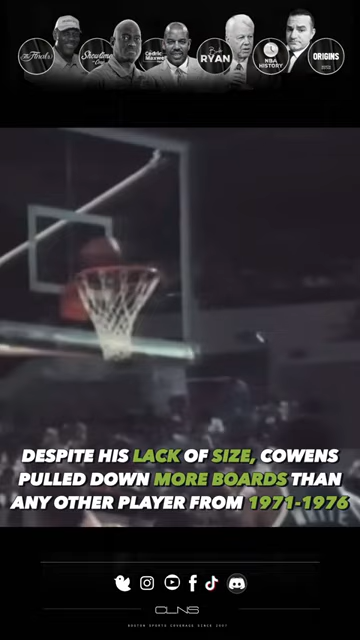 The Finals
Showtime
Cedric Maxwell
Bob RYAN
NBA HISTORY
ORIGINS
DESPITE HIS LACK OF SIZE, COWENS
PULLED DOWN MORE BOARDS THAN
ANY OTHER PLAYER FROM 1971-1976
CLNS
BOSTON SPORTS COVERAGE SINCE 2007